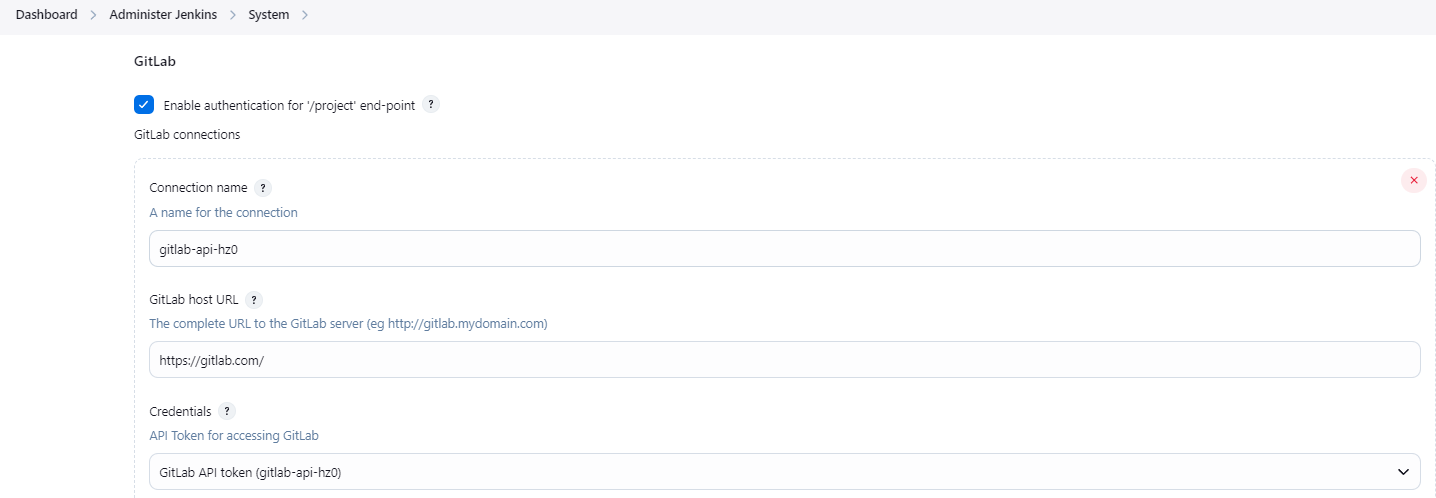 Dashboard > Administer Jenkins > System >
GitLab
Enable authentication for '/project' end-point ?
GitLab connections
Connection name ?
A name for the connection
gitlab-api-hz0
GitLab host URL ?
The complete URL to the GitLab server (eg http://gitlab.mydomain.com)
https://gitlab.com/
Credentials ?
API Token for accessing GitLab
GitLab API token (gitlab-api-hz0)